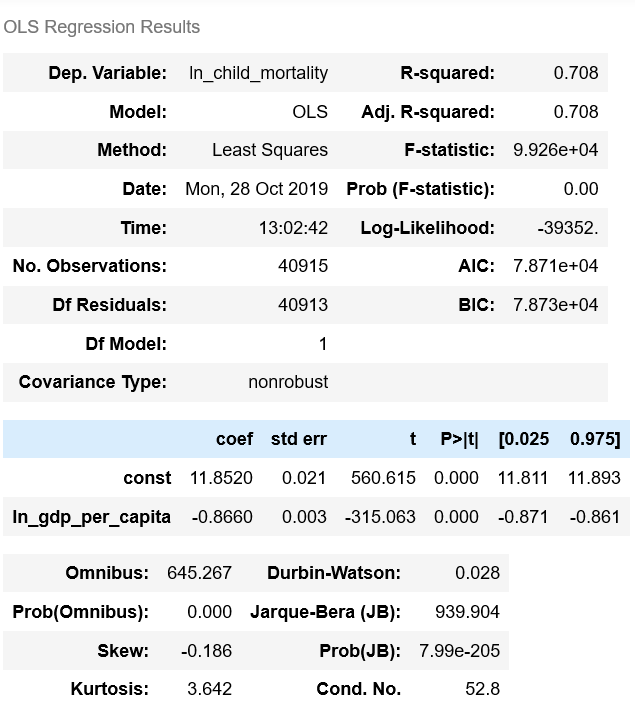 OLS Regression Results
Dep. Variable: ln_child_mortality R-squared: 0.708
Model: OLS Adj. R-squared: 0.708
Method: Least Squares F-statistic: 9.926e+04
Date: Mon, 28 Oct 2019 Prob (F-statistic): 0.00
Time: 13:02:42 Log-Likelihood: -39352.
No. Observations: 40915 AIC: 7.871e+04
Df Residuals: 40913 BIC: 7.873e+04
Df Model: 1
Covariance Type: nonrobust
coef std err t P>|t| [0.025 0.975]
const 11.8520 0.021 560.615 0.000 11.811 11.893
ln_gdp_per_capita -0.8660 0.003 -315.063 0.000 -0.871 -0.861
Omnibus: 645.267 Durbin-Watson: 0.028
Prob(Omnibus): 0.000 Jarque-Bera (JB): 939.904
Skew: -0.186 Prob(JB): 7.99e-205
Kurtosis: 3.642 Cond. No. 52.8